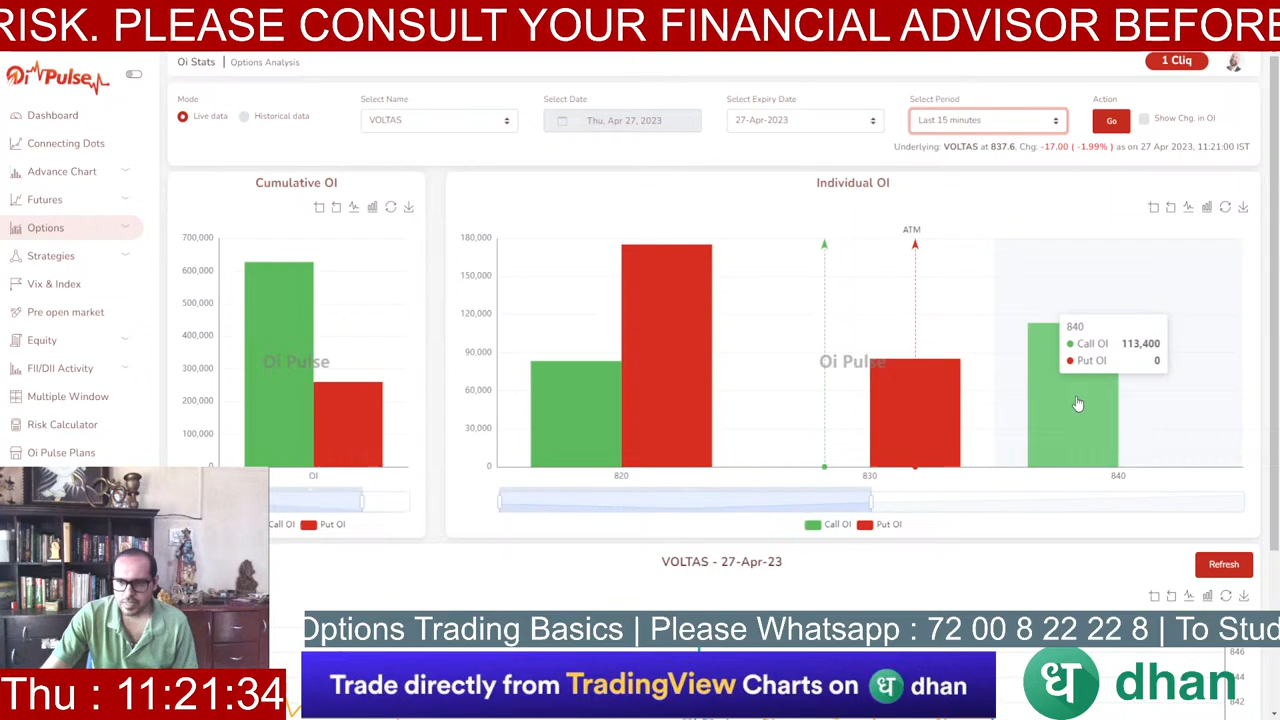 RISK. PLEASE CONSULT YOUR FINANCIAL ADVISOR BEFORE
Oi Pulse
Oi Stats | Options Analysis
1 Cliq
Mode
Live data
Historical data
Select Name
VOLTAS
Select Date
Thu, Apr 27, 2023
Select Expiry Date
27-Apr-2023
Select Period
Last 15 minutes
Action
Go
Show Chg. in OI
Underlying: VOLTAS at 837.6, Chg: -17.00 ( -1.99% ) as on 27 Apr 2023, 11:21:00 IST
Dashboard
Connecting Dots
Advance Chart
Futures
Options
Strategies
Vix & Index
Pre open market
Equity
FII/DII Activity
Multiple Window
Risk Calculator
Oi Pulse Plans
Cumulative OI
700,000
600,000
500,000
400,000
300,000
200,000
100,000
0
Oi Pulse
OI
Call OI
Put OI
Individual OI
180,000
150,000
120,000
90,000
60,000
30,000
0
ATM
Oi Pulse
840
Call OI 113,400
Put OI 0
820
830
840
Call OI
Put OI
VOLTAS - 27-Apr-23
Refresh
Options Trading Basics | Please Whatsapp : 72 00 8 22 22 8 | To Stud
846
842
Trade directly from TradingView Charts on ध dhan
ध dhan
Thu : 11:21:34